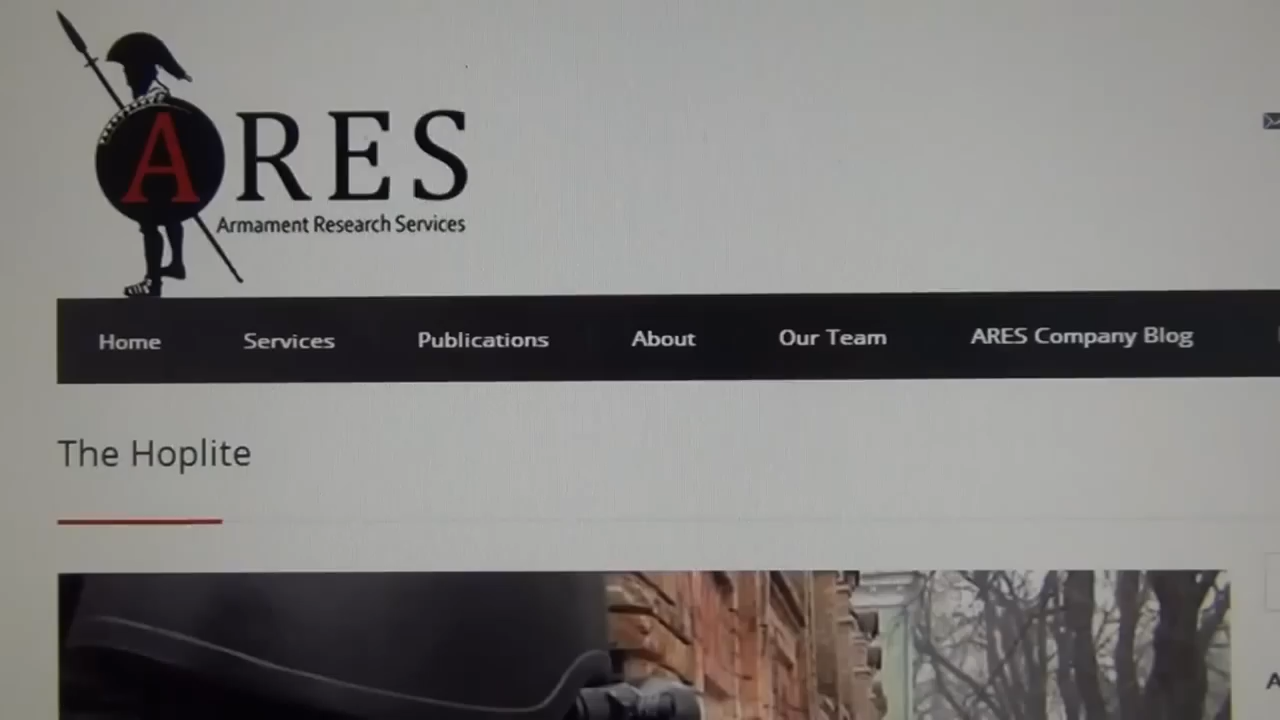 ARES
Armament Research Services
Home Services Publications About Our Team ARES Company Blog
The Hoplite